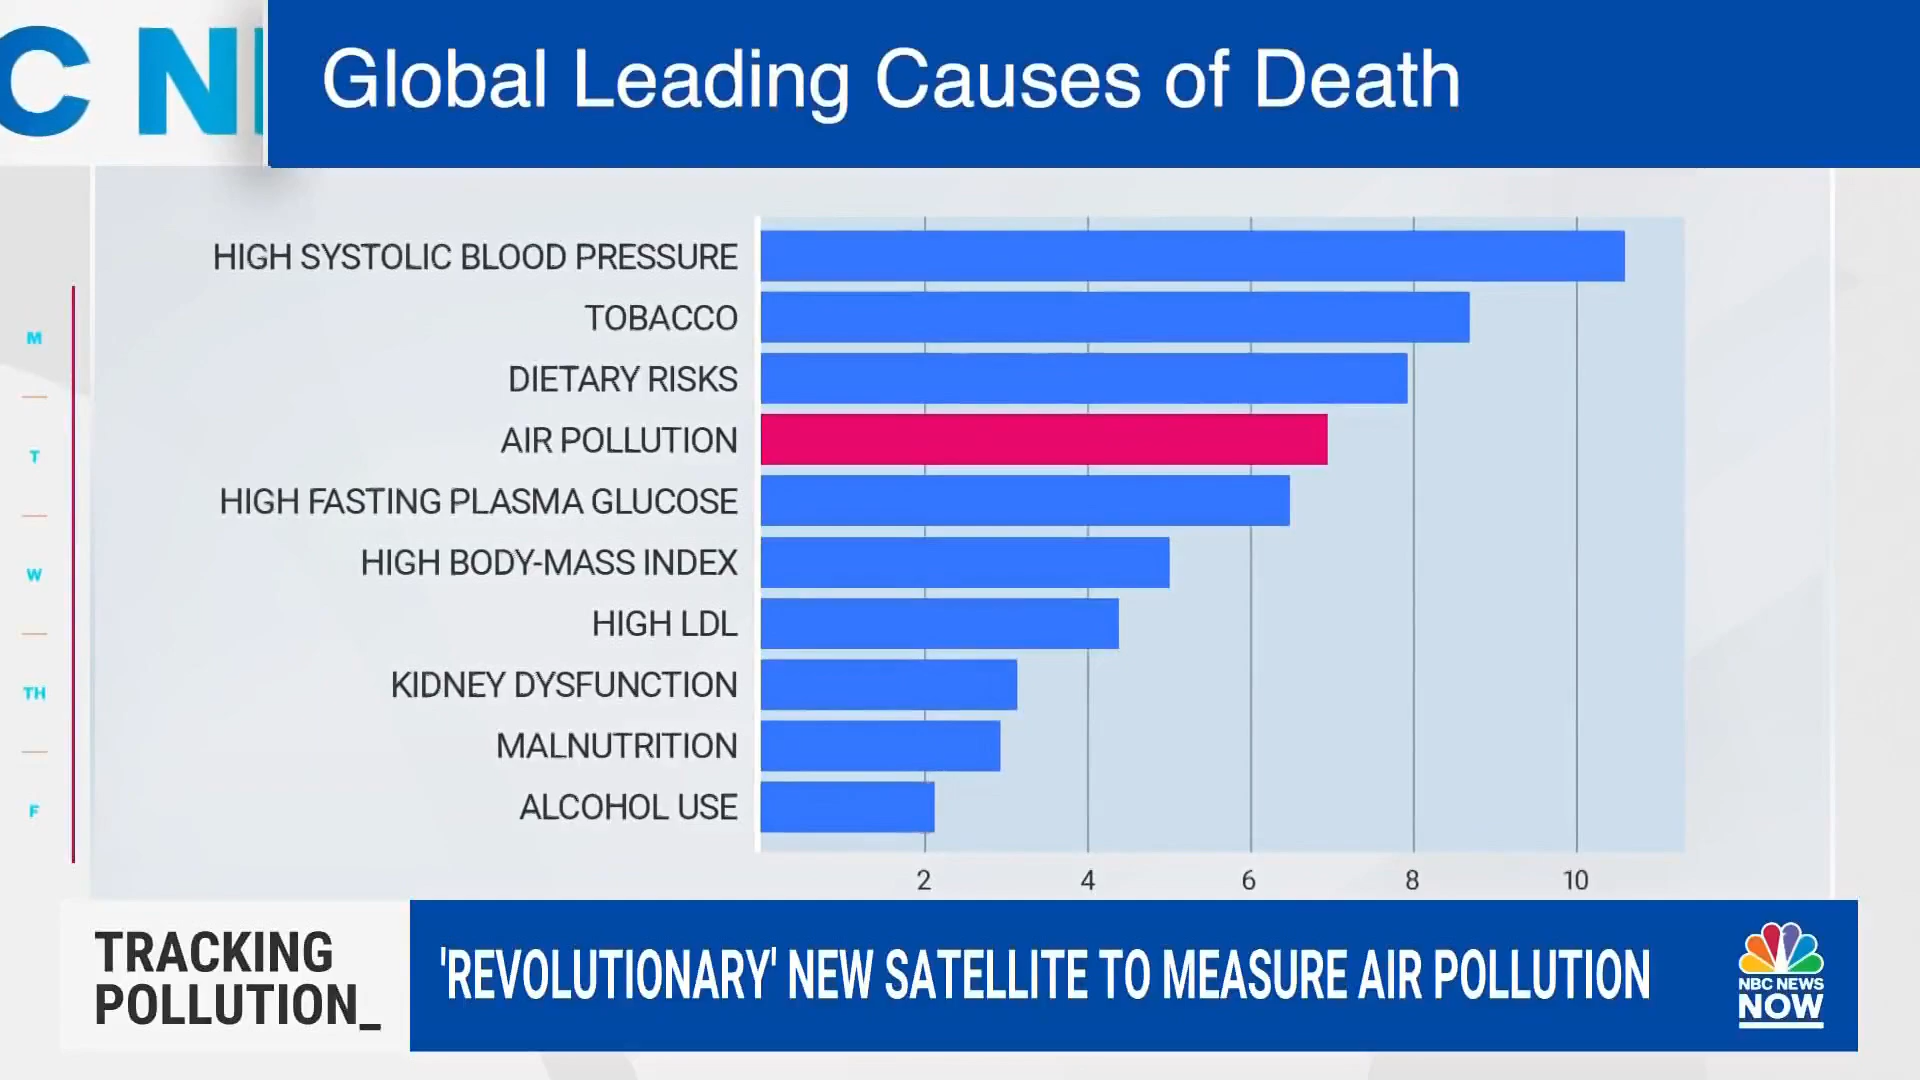 C N
Global Leading Causes of Death
HIGH SYSTOLIC BLOOD PRESSURE
TOBACCO
DIETARY RISKS
AIR POLLUTION
HIGH FASTING PLASMA GLUCOSE
HIGH BODY-MASS INDEX
HIGH LDL
KIDNEY DYSFUNCTION
MALNUTRITION
ALCOHOL USE
2 4 6 8 10
M
T
W
TH
F
TRACKING
POLLUTION_
'REVOLUTIONARY' NEW SATELLITE TO MEASURE AIR POLLUTION
NBC NEWS
NOW